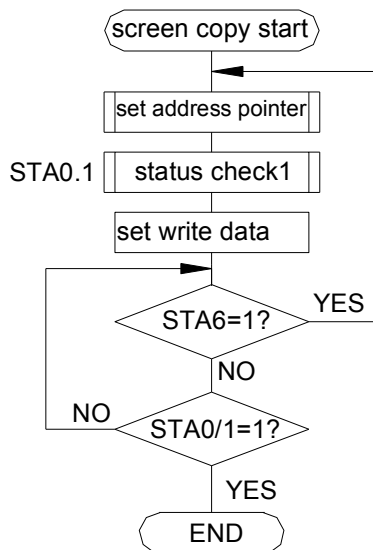 screen copy start
set address pointer
STA0.1
status check1
set write data
STA6=1?
YES
NO
STA0/1=1?
NO
YES
END